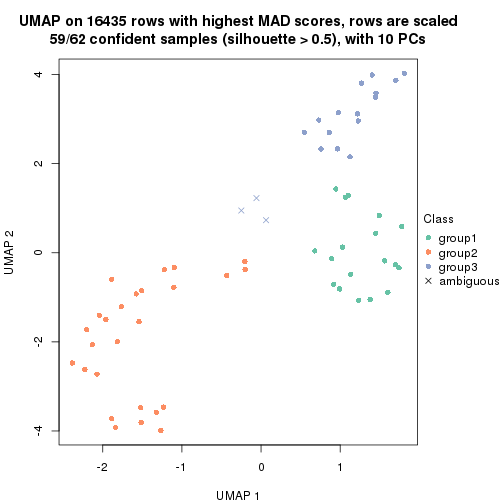 UMAP on 16435 rows with highest MAD scores, rows are scaled
59/62 confident samples (silhouette > 0.5), with 10 PCs
4
2
0
-2
-4
UMAP 2
-2
-1
0
1
UMAP 1
Class
group1
group2
group3
ambiguous